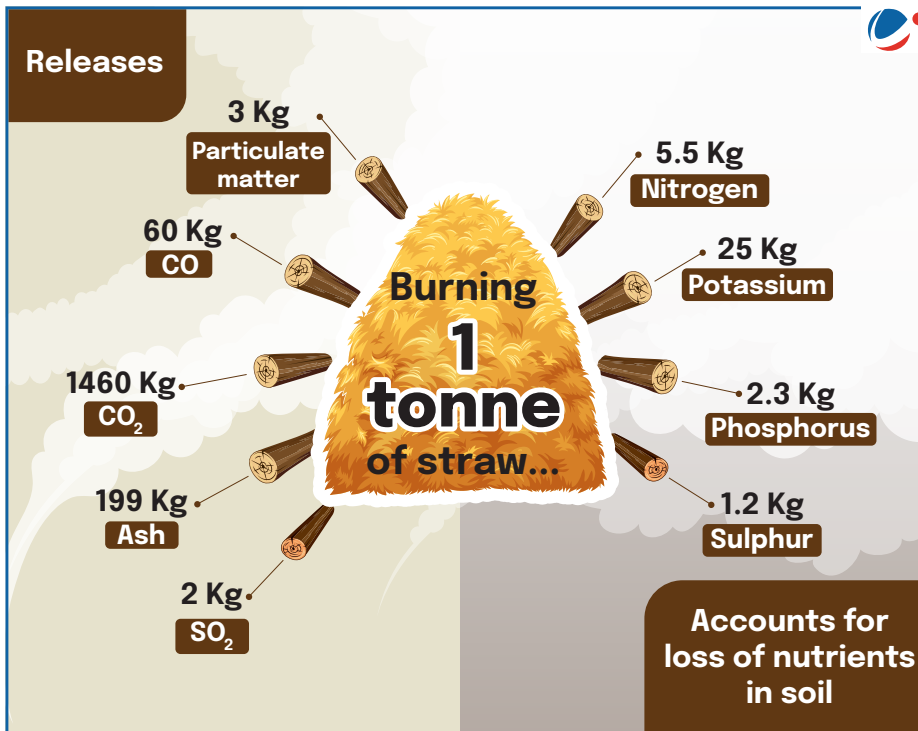 Releases
3 Kg
Particulate
matter
60 Kg
CO
1460 Kg
CO₂
199 Kg
Ash
2 Kg
SO₂
Burning
1
tonne
of straw...
5.5 Kg
Nitrogen
25 Kg
Potassium
2.3 Kg
Phosphorus
1.2 Kg
Sulphur
Accounts for
loss of nutrients
in soil